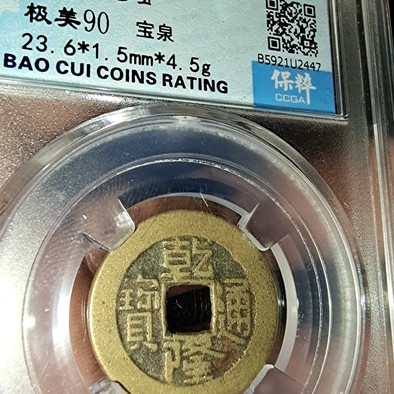 极美90 宝泉
23.6*1.5mm*4.5g
BAO CUI COINS RATING
B5921U2447
保粹
CCGA
乾
寶 通
隆